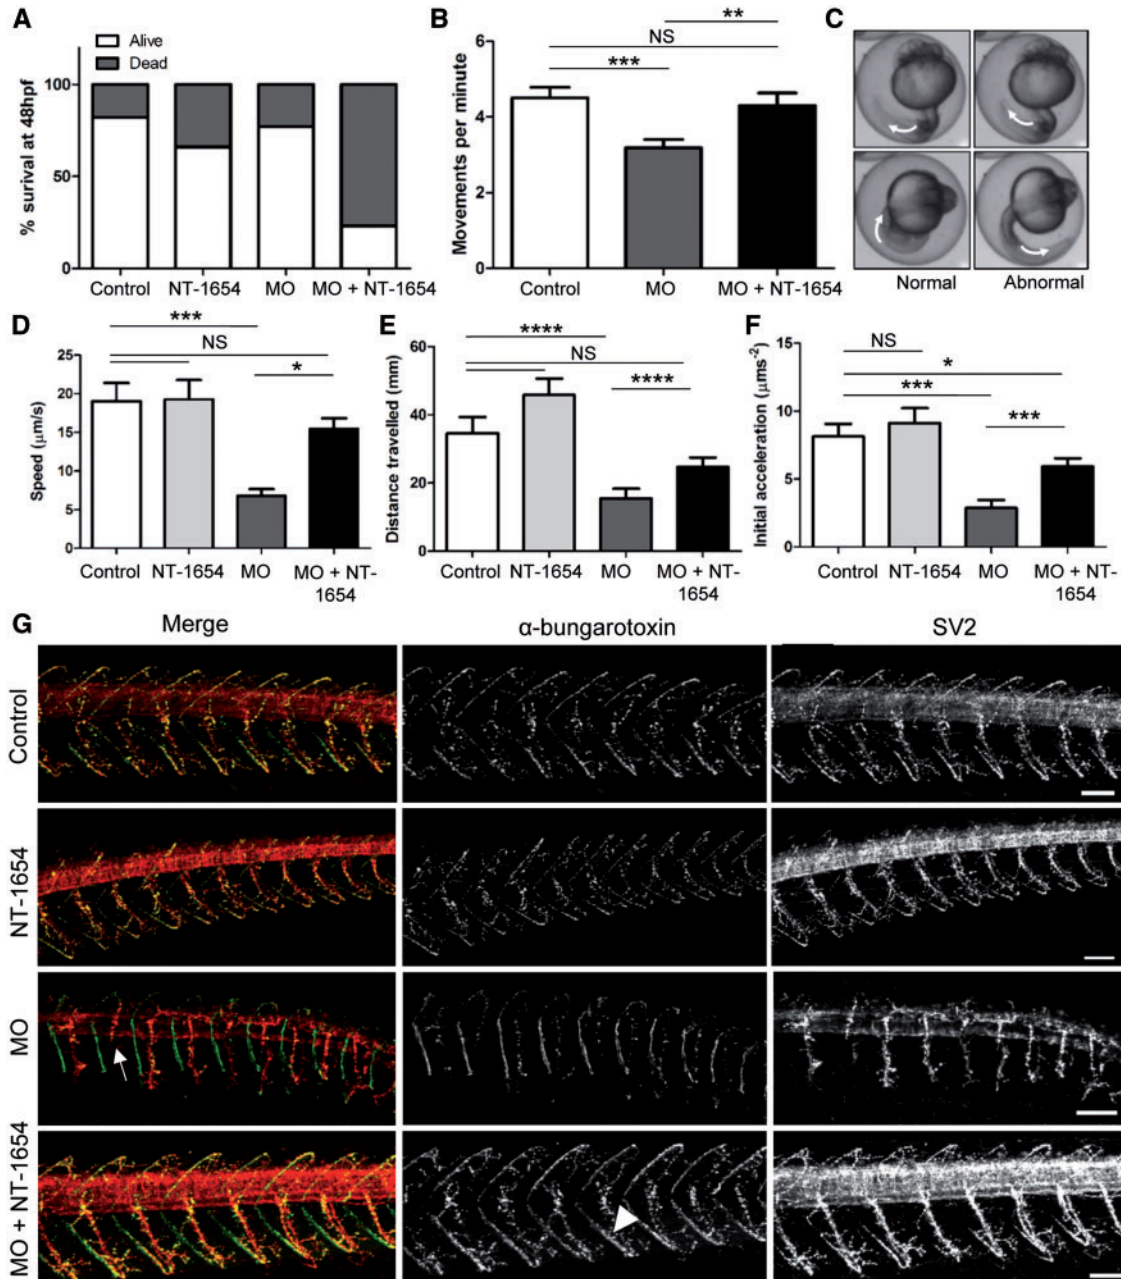 A
Alive
Dead
% surival at 48hpf
100
50
0
Control NT-1654 MO MO + NT-1654
B
**
NS
***
Movements per minute
6
4
2
0
Control MO MO + NT-1654
C
Normal Abnormal
D
***
NS
*
Speed (μm/s)
25
20
15
10
5
0
Control NT-1654 MO MO + NT-
1654
E
****
NS
****
Distance travelled (mm)
60
40
20
0
Control NT-1654 MO MO + NT-
1654
F
NS
*
***
***
Initial acceleration (μms-2)
10
5
0
Control NT-1654 MO MO + NT-
1654
G
Merge α-bungarotoxin SV2
Control
NT-1654
MO
MO + NT-1654